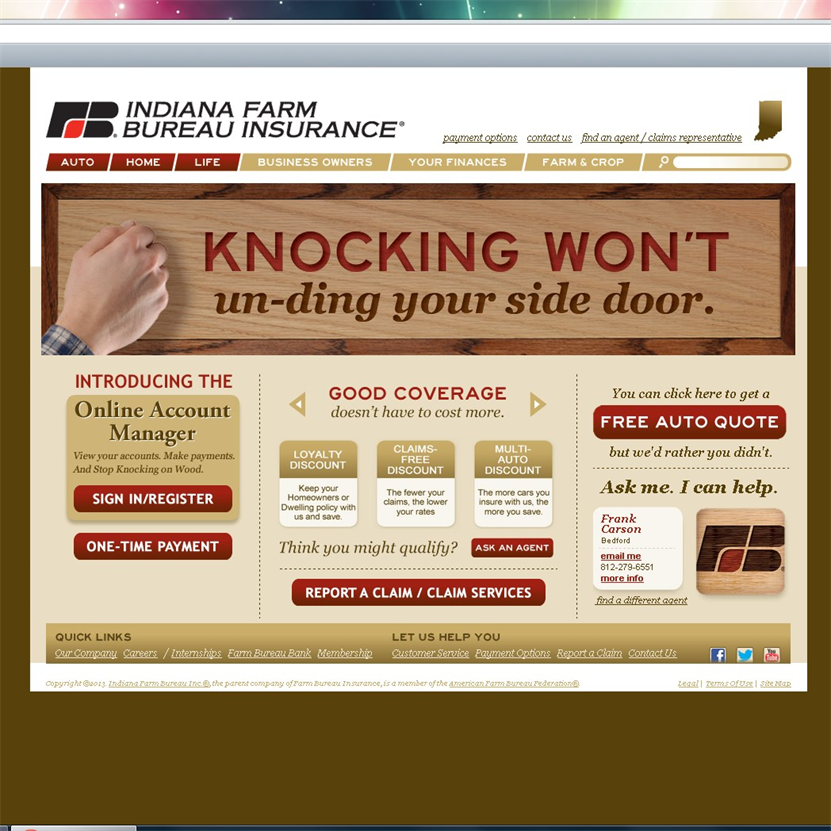 INDIANA FARM
BUREAU INSURANCE®
payment options contact us find an agent / claims representative
AUTO HOME LIFE BUSINESS OWNERS YOUR FINANCES FARM & CROP
KNOCKING WON'T
un-ding your side door.
INTRODUCING THE
Online Account
Manager
View your accounts. Make payments.
And Stop Knocking on Wood.
SIGN IN/REGISTER
ONE-TIME PAYMENT
GOOD COVERAGE
doesn't have to cost more.
LOYALTY
DISCOUNT
Keep your
Homeowners or
Dwelling policy with
us and save.
CLAIMS-
FREE
DISCOUNT
The fewer your
claims, the lower
your rates
MULTI-
AUTO
DISCOUNT
The more cars you
insure with us, the
more you save.
Think you might qualify? ASK AN AGENT
REPORT A CLAIM / CLAIM SERVICES
You can click here to get a
FREE AUTO QUOTE
but we'd rather you didn't.
Ask me. I can help.
Frank
Carson
Bedford
email me
812-279-6551
more info
find a different agent
QUICK LINKS
Our Company Careers / Internships Farm Bureau Bank Membership
LET US HELP YOU
Customer Service Payment Options Report a Claim Contact Us
You
Tube
Copyright ©2013. Indiana Farm Bureau Inc.®, the parent company of Farm Bureau Insurance, is a member of the American Farm Bureau Federation®.
Legal | Terms Of Use | Site Map